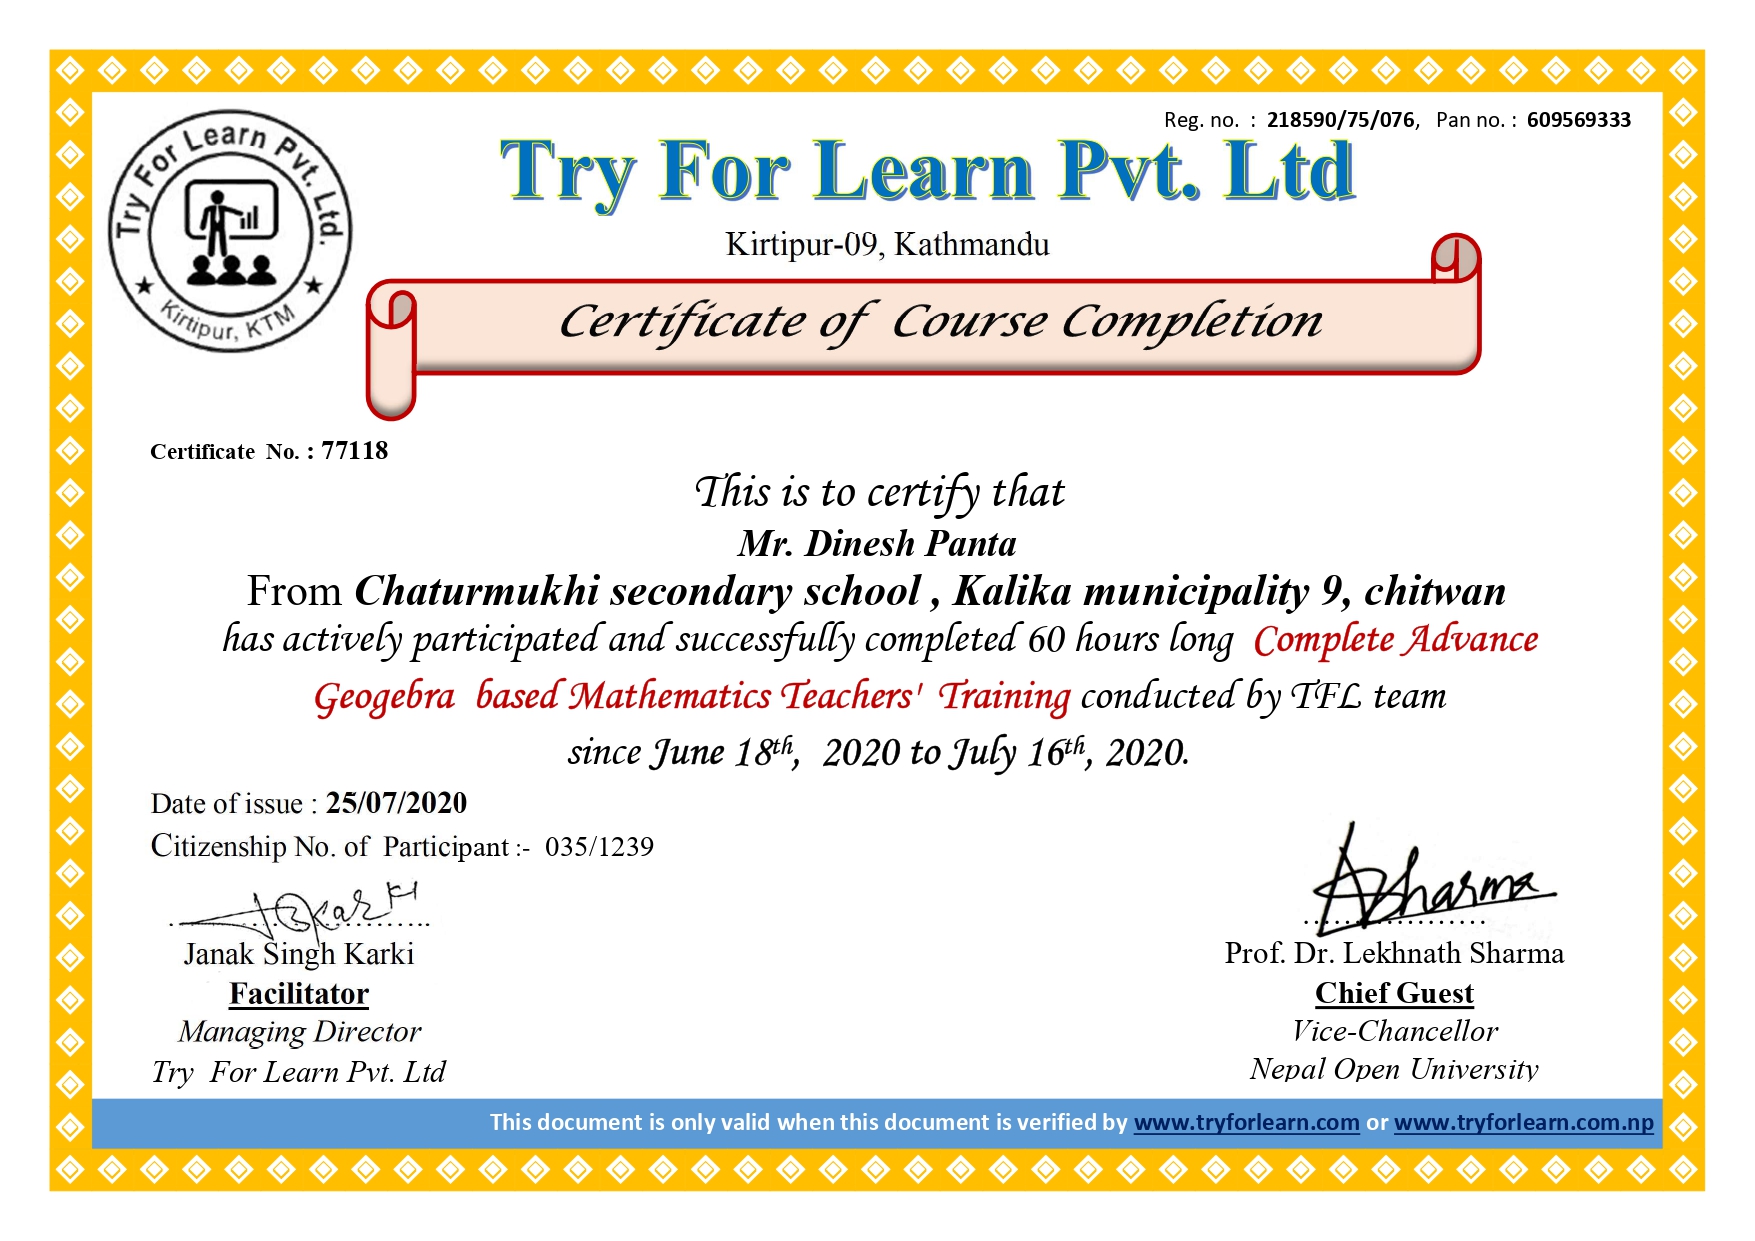 Reg. no. : 218590/75/076, Pan no. : 609569333
Try For Learn Pvt. Ltd.
Kirtipur, KTM
Try For Learn Pvt. Ltd
Kirtipur-09, Kathmandu
Certificate of Course Completion
Certificate No. : 77118
This is to certify that
Mr. Dinesh Panta
From Chaturmukhi secondary school , Kalika municipality 9, chitwan
has actively participated and successfully completed 60 hours long Complete Advance
Geogebra based Mathematics Teachers' Training conducted by TFL team
since June 18th, 2020 to July 16th, 2020.
Date of issue : 25/07/2020
Citizenship No. of Participant :- 035/1239
JSKarki
Sharma
Janak Singh Karki
Facilitator
Managing Director
Try For Learn Pvt. Ltd
Prof. Dr. Lekhnath Sharma
Chief Guest
Vice-Chancellor
Nepal Open University
This document is only valid when this document is verified by www.tryforlearn.com or www.tryforlearn.com.np